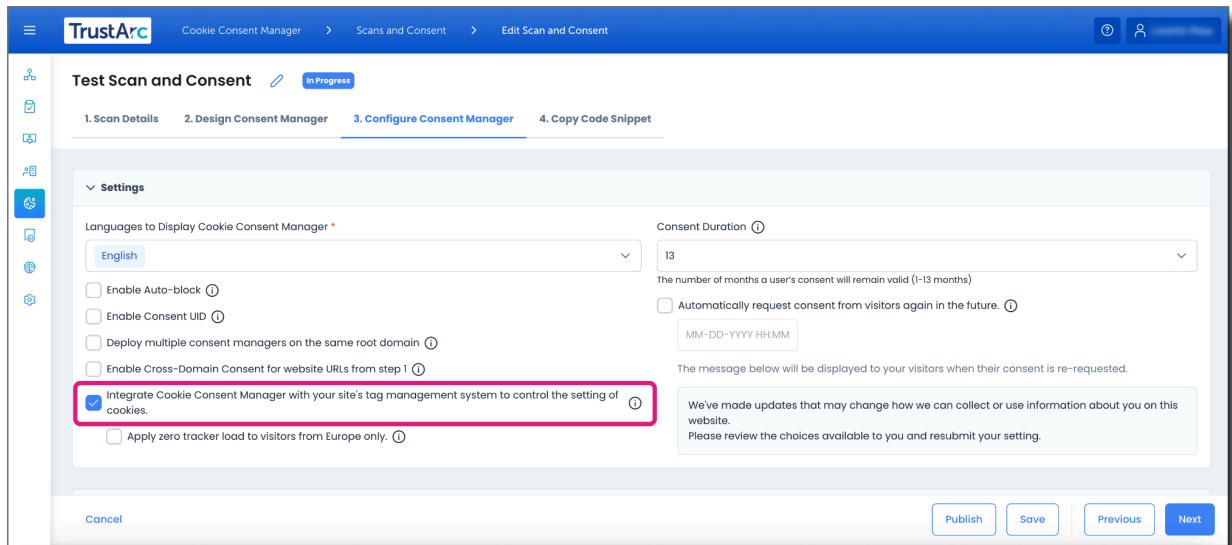 TrustArc
Cookie Consent Manager > Scans and Consent > Edit Scan and Consent
Test Scan and Consent In Progress
1. Scan Details 2. Design Consent Manager 3. Configure Consent Manager 4. Copy Code Snippet
Settings
Languages to Display Cookie Consent Manager *
English
Enable Auto-block
Enable Consent UID
Deploy multiple consent managers on the same root domain
Enable Cross-Domain Consent for website URLs from step 1
Integrate Cookie Consent Manager with your site's tag management system to control the setting of
cookies.
Apply zero tracker load to visitors from Europe only.
Consent Duration
13
The number of months a user's consent will remain valid (1-13 months)
Automatically request consent from visitors again in the future.
MM-DD-YYYY HH:MM
The message below will be displayed to your visitors when their consent is re-requested.
We've made updates that may change how we can collect or use information about you on this
website.
Please review the choices available to you and resubmit your setting.
Cancel Publish Save Previous Next